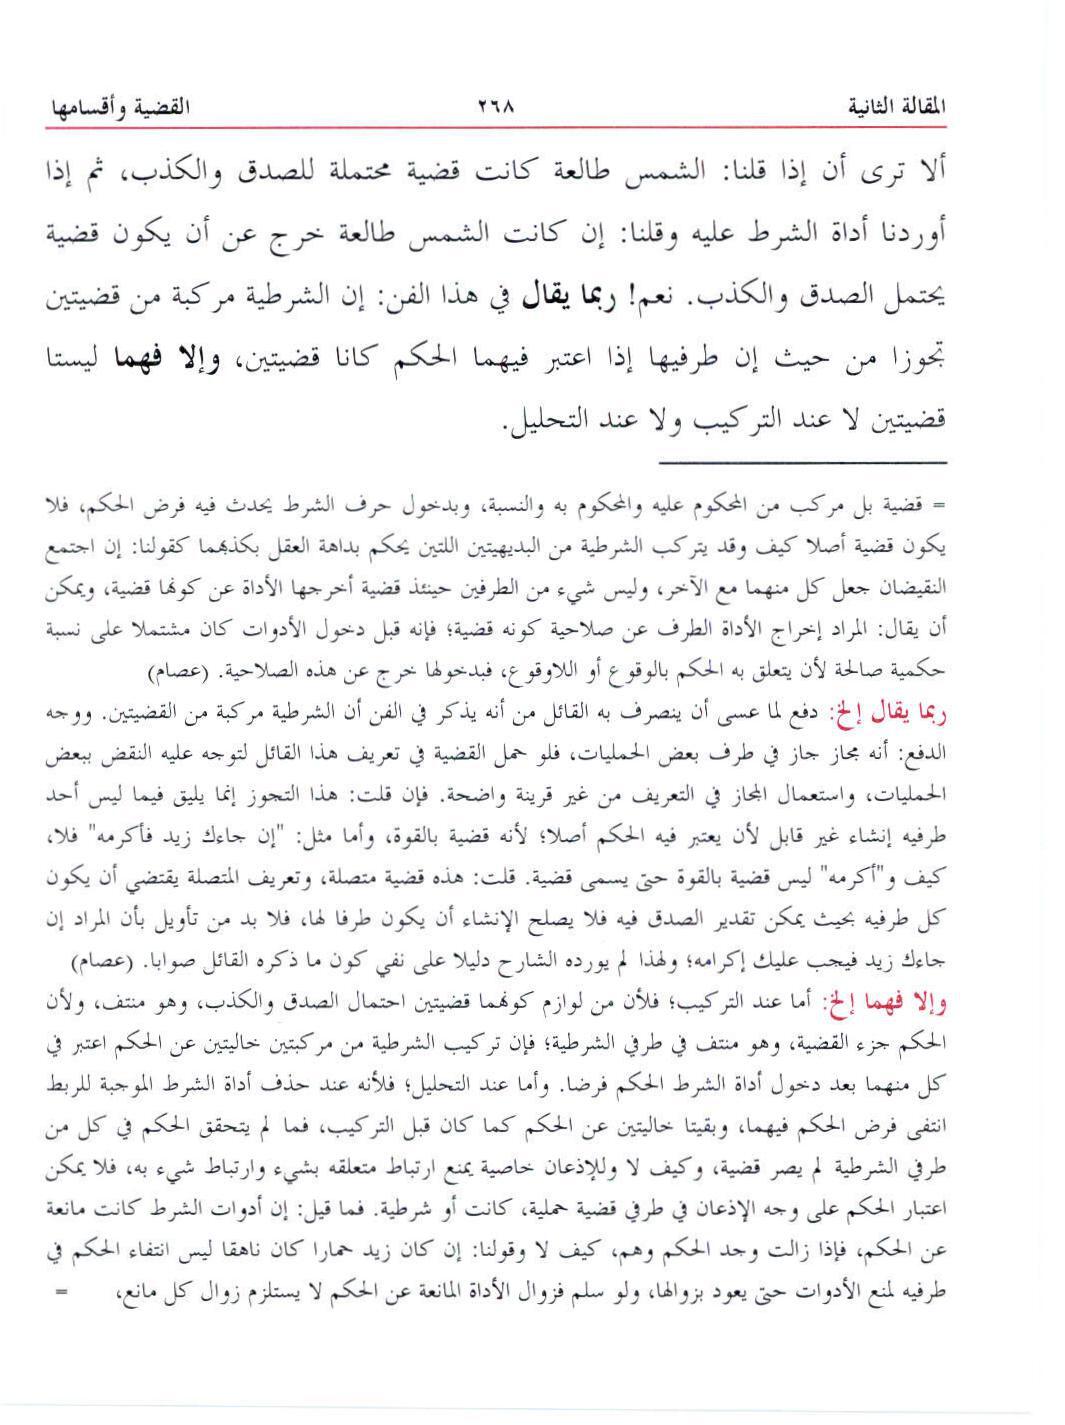 المقالة الثانية ٢٦٨ القضية وأقسامها
ألا ترى أن إذا قلنا: الشمس طالعة كانت قضية محتملة للصدق والكذب، ثم إذا
أوردنا أداة الشرط عليه وقلنا: إن كانت الشمس طالعة خرج عن أن يكون قضية
يحتمل الصدق والكذب. نعم! ربما يقال في هذا الفن: إن الشرطية مركبة من قضيتين
تجوزا من حيث إن طرفيها إذا اعتبر فيهما الحكم كانا قضيتين، وإلا فهما ليستا
قضيتين لا عند التركيب ولا عند التحليل.
= قضية بل مركب من المحكوم عليه والمحكوم به والنسبة، وبدخول حرف الشرط يحدث فيه فرض الحكم، فلا
يكون قضية أصلا كيف وقد يتركب الشرطية من البديهيتين اللتين يحكم بداهة العقل بكذبهما كقولنا: إن اجتمع
النقيضان جعل كل منهما مع الآخر، وليس شيء من الطرفين حينئذ قضية أخرجها الأداة عن كونها قضية، ويمكن
أن يقال: المراد إخراج الأداة الطرف عن صلاحية كونه قضية؛ فإنه قبل دخول الأدوات كان مشتملا على نسبة
حكمية صالحة لأن يتعلق به الحكم بالوقوع أو اللاوقوع، فبدخولها خرج عن هذه الصلاحية. (عصام)
ربما يقال إلخ: دفع لما عسى أن ينصرف به القائل من أنه يذكر في الفن أن الشرطية مركبة من القضيتين. ووجه
الدفع: أنه مجاز جاز في طرف بعض الحمليات، فلو حمل القضية في تعريف هذا القائل لتوجه عليه النقض ببعض
الحمليات، واستعمال المجاز في التعريف من غير قرينة واضحة. فإن قلت: هذا التجوز إنما يليق فيما ليس أحد
طرفيه إنشاء غير قابل لأن يعتبر فيه الحكم أصلا؛ لأنه قضية بالقوة، وأما مثل: "إن جاءك زيد فأكرمه" فلا،
كيف و"أكرمه" ليس قضية بالقوة حتى يسمى قضية. قلت: هذه قضية متصلة، وتعريف المتصلة يقتضي أن يكون
كل طرفيه بحيث يمكن تقدير الصدق فيه فلا يصلح الإنشاء أن يكون طرفا لها، فلا بد من تأويل بأن المراد إن
جاءك زيد فيجب عليك إكرامه؛ ولهذا لم يورده الشارح دليلا على نفي كون ما ذكره القائل صوابا. (عصام)
وإلا فهما إلخ: أما عند التركيب؛ فلأن من لوازم كونهما قضيتين احتمال الصدق والكذب، وهو منتف، ولأن
الحكم جزء القضية، وهو منتف في طرفي الشرطية؛ فإن تركيب الشرطية من مركبتين خاليتين عن الحكم اعتبر في
كل منهما بعد دخول أداة الشرط الحكم فرضا. وأما عند التحليل؛ فلأنه عند حذف أداة الشرط الموجبة للربط
انتفى فرض الحكم فيهما، وبقيتا خاليتين عن الحكم كما كان قبل التركيب، فما لم يتحقق الحكم في كل من
طرفي الشرطية لم يصر قضية، وكيف لا وللإذعان خاصية يمنع ارتباط متعلقه بشيء وارتباط شيء به، فلا يمكن
اعتبار الحكم على وجه الإذعان في طرفي قضية حملية، كانت أو شرطية. فما قيل: إن أدوات الشرط كانت مانعة
عن الحكم، فإذا زالت وجد الحكم وهم، كيف لا وقولنا: إن كان زيد حمارا كان ناهقا ليس انتفاء الحكم في
طرفيه لمنع الأدوات حتى يعود بزوالها، ولو سلم فزوال الأداة المانعة عن الحكم لا يستلزم زوال كل مانع، =